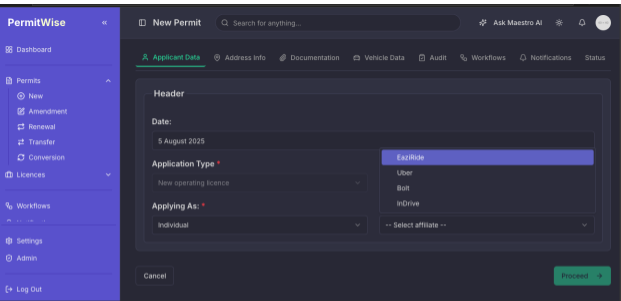 PermitWise «
New Permit
Search for anything...
Ask Maestro AI
Dashboard
Permits
New
Amendment
Renewal
Transfer
Conversion
Licences
Workflows
Settings
Admin
Log Out
Applicant Data
Address Info
Documentation
Vehicle Data
Audit
Workflows
Notifications
Status
Header
Date:
5 August 2025
Application Type *
New operating licence
EaziRide
Uber
Bolt
InDrive
Applying As: *
Individual
-- Select affiliate --
Cancel
Proceed →